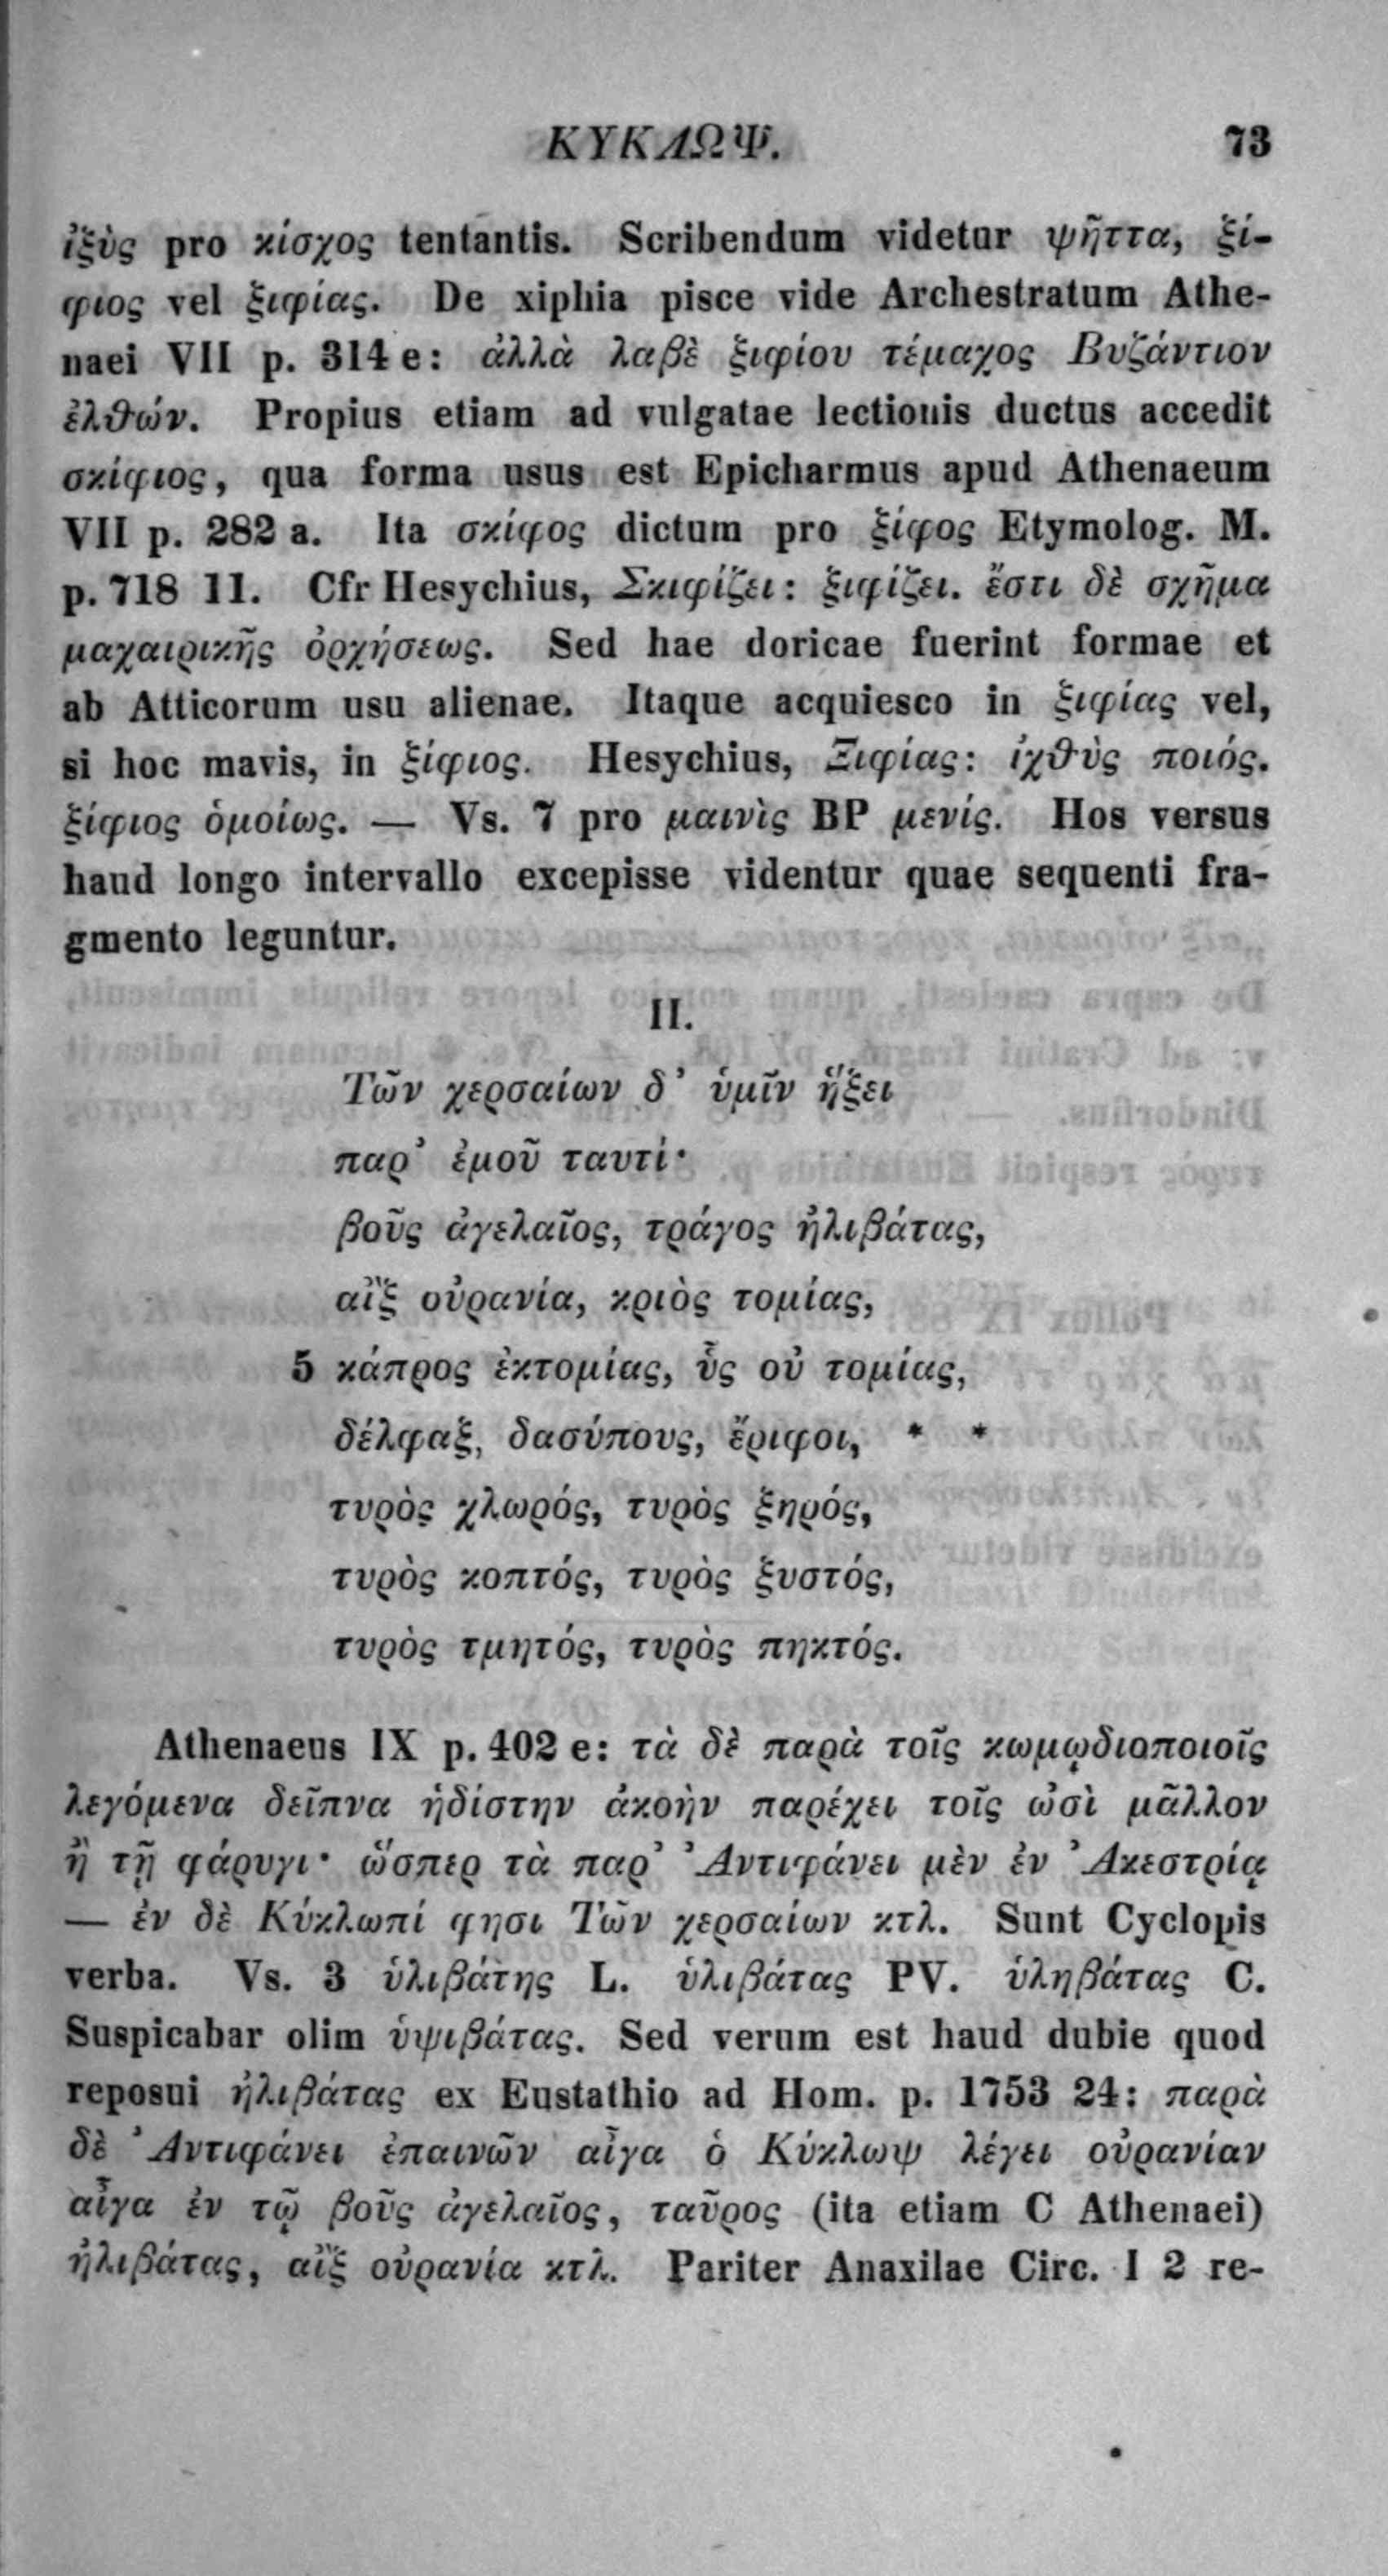 ΚΥΚΛΩΨ. 73
ἰξὺς pro κίσχος tentantis. Scribendum videtur ψῆττα, ξί-
φιος vel ξιφίας. De xiphia pisce vide Archestratum Athe-
naei VII p. 314 e: ἀλλὰ λαβὲ ξιφίου τέμαχος Βυζάντιον
ἐλθών. Propius etiam ad vulgatae lectionis ductus accedit
σκίφιος, qua forma usus est Epicharmus apud Athenaeum
VII p. 282 a. Ita σκίφος dictum pro ξίφος Etymolog. M.
p. 718 11. Cfr Hesychius, Σκιφίζει: ξιφίζει. ἔστι δὲ σχῆμα
μαχαιρικῆς ὀρχήσεως. Sed hae doricae fuerint formae et
ab Atticorum usu alienae. Itaque acquiesco in ξιφίας vel,
si hoc mavis, in ξίφιος. Hesychius, Ξιφίας: ἰχθὺς ποιός.
ξίφιος ὁμοίως. — Vs. 7 pro μαινὶς BP μενίς. Hos versus
haud longo intervallo excepisse videntur quae sequenti fra-
gmento leguntur.
II.
Τῶν χερσαίων δ᾽ ὑμῖν ἥξει
παρ᾽ ἐμοῦ ταυτί·
βοῦς ἀγελαῖος, τράγος ἠλιβάτας,
αἲξ οὐρανία, κριὸς τομίας,
5 κάπρος ἐκτομίας, ὗς οὐ τομίας,
δέλφαξ, δασύπους, ἔριφοι, * *
τυρὸς χλωρός, τυρὸς ξηρός,
τυρὸς κοπτός, τυρὸς ξυστός,
τυρὸς τμητός, τυρὸς πηκτός.
Athenaeus IX p. 402 e: τὰ δὲ παρὰ τοῖς κωμῳδιοποιοῖς
λεγόμενα δεῖπνα ἡδίστην ἀκοὴν παρέχει τοῖς ὠσὶ μᾶλλον
ἢ τῇ φάρυγι· ὥσπερ τὰ παρ᾽ Ἀντιφάνει μὲν ἐν Ἀκεστρίᾳ
— ἐν δὲ Κύκλωπί φησι Τῶν χερσαίων κτλ. Sunt Cyclopis
verba. Vs. 3 ὑλιβάτης L. ὑλιβάτας PV. ὑληβάτας C.
Suspicabar olim ὑψιβάτας. Sed verum est haud dubie quod
reposui ἠλιβάτας ex Eustathio ad Hom. p. 1753 24: παρὰ
δὲ Ἀντιφάνει ἐπαινῶν αἶγα ὁ Κύκλωψ λέγει οὐρανίαν
αἶγα ἐν τῷ βοῦς ἀγελαῖος, ταῦρος (ita etiam C Athenaei)
ἠλιβάτας, αἲξ οὐρανία κτλ. Pariter Anaxilae Circ. I 2 re-